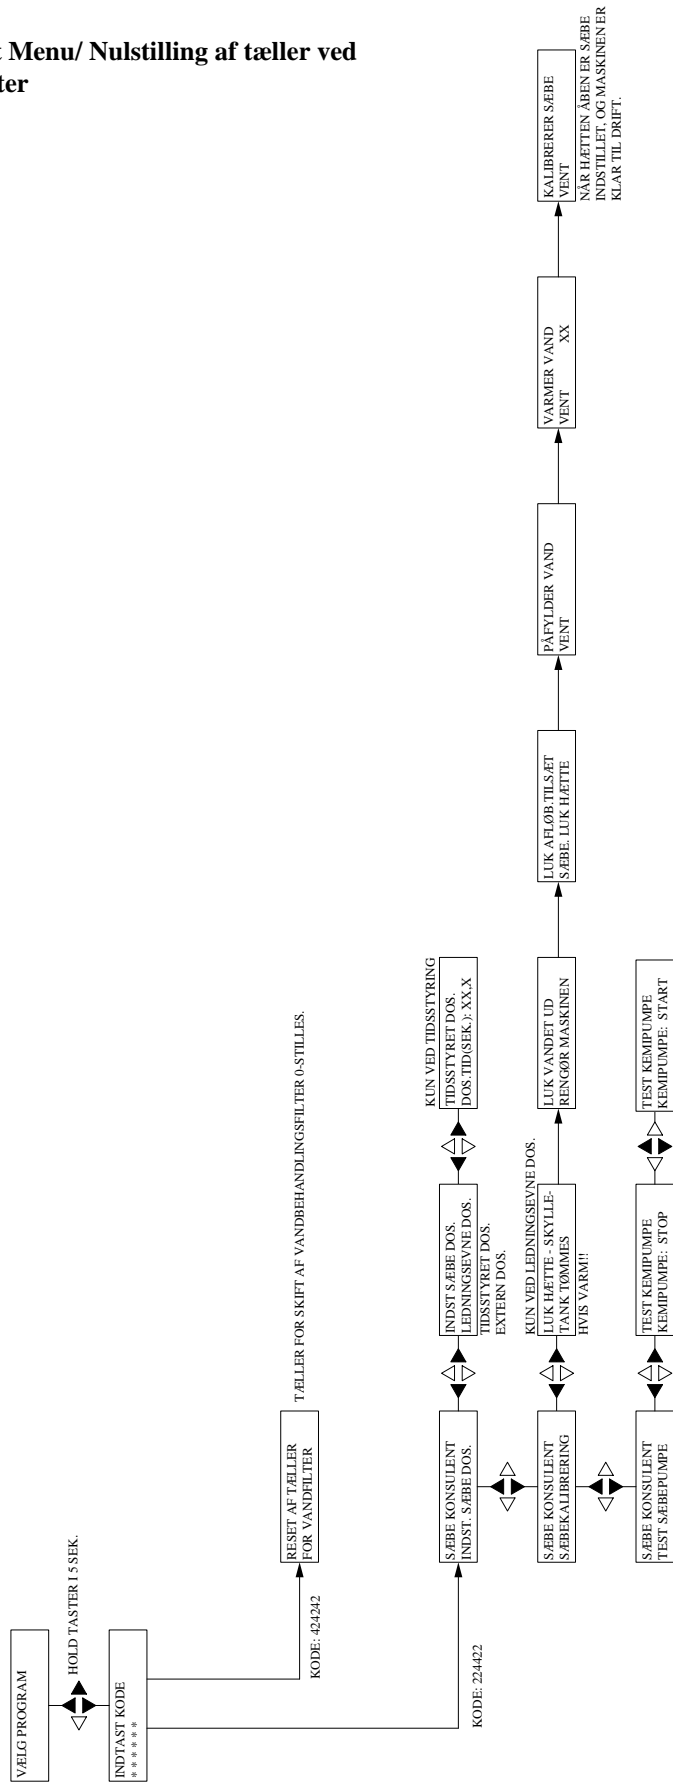 t Menu/ Nulstilling af tæller ved
ter
VÆLG PROGRAM
HOLD TASTER I 5 SEK.
INDTAST KODE
* * * * * *
KODE: 424242
RESET AF TÆLLER
FOR VANDFILTER
TÆLLER FOR SKIFT AF VANDBEHANDLINGSFILTER 0-STILLES.
KODE: 224422
SÆBE KONSULENT
INDST. SÆBE DOS.
INDST SÆBE DOS.
LEDNINGSEVNE DOS.
TIDSSTYRET DOS.
EXTERN DOS.
KUN VED TIDSSTYRING
TIDSSTYRET DOS.
DOS.TID(SEK.): XX,X
SÆBE KONSULENT
SÆBEKALIBRERING
KUN VED LEDNINGSEVNE DOS.
LUK HÆTTE - SKYLLE-
TANK TØMMES
HVIS VARM!!
LUK VANDET UD
RENGØR MASKINEN
LUK AFLØB.TILSÆT
SÆBE. LUK HÆTTE
PÅFYLDER VAND
VENT
VARMER VAND
VENT XX
KALIBRERER SÆBE
VENT
NÅR HÆTTEN ÅBEN ER SÆBE
INDSTILLET, OG MASKINEN ER
KLAR TIL DRIFT.
SÆBE KONSULENT
TEST SÆBEPUMPE
TEST KEMIPUMPE
KEMIPUMPE: STOP
TEST KEMIPUMPE
KEMIPUMPE: START